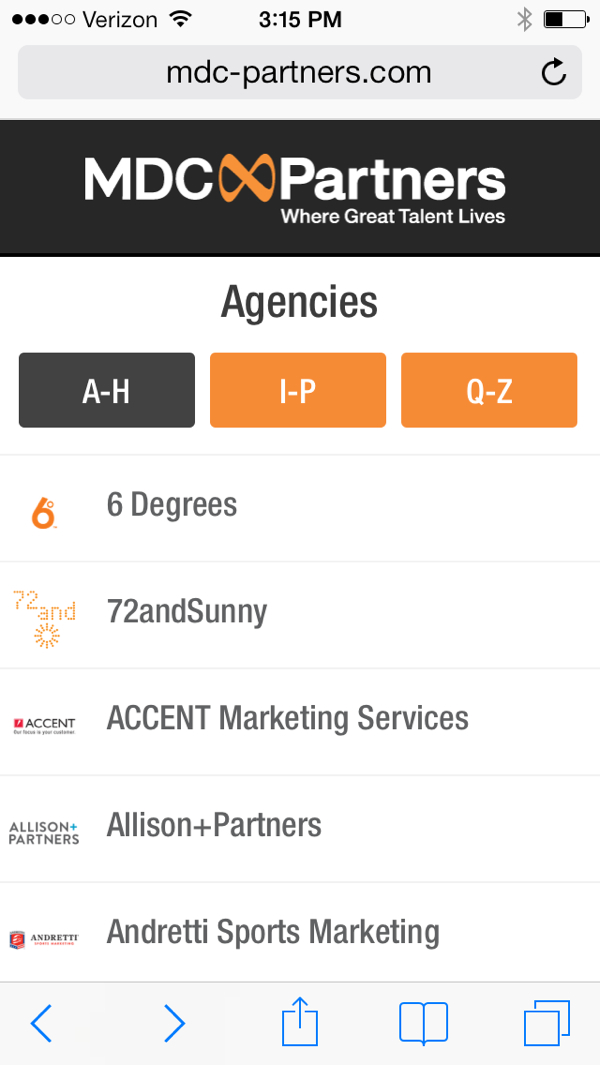 Verizon 3:15 PM
mdc-partners.com
MDC Partners
Where Great Talent Lives
Agencies
A-H I-P Q-Z
6° 6 Degrees
72and 72andSunny
ACCENT ACCENT Marketing Services
Our focus is your customer.
ALLISON+ Allison+Partners
PARTNERS
ANDRETTI Andretti Sports Marketing
SPORTS MARKETING